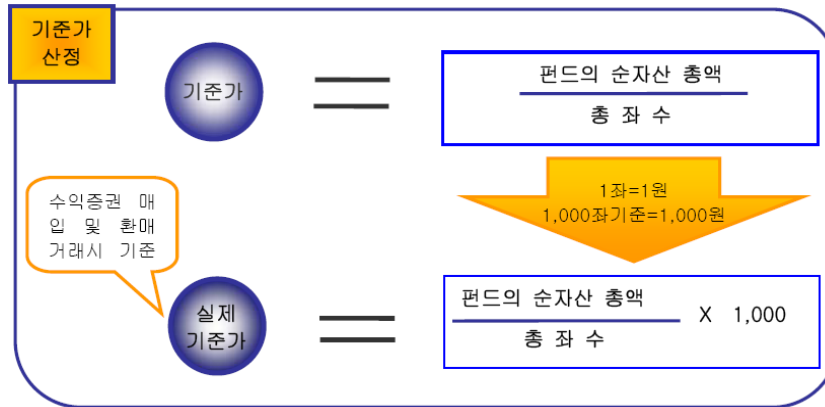 기준가
산정
기준가
펀드의 순자산 총액
총 좌 수
1좌=1원
1,000좌기준=1,000원
수익증권 매
입 및 환매
거래시 기준
실제
기준가
펀드의 순자산 총액
총 좌 수
X 1,000